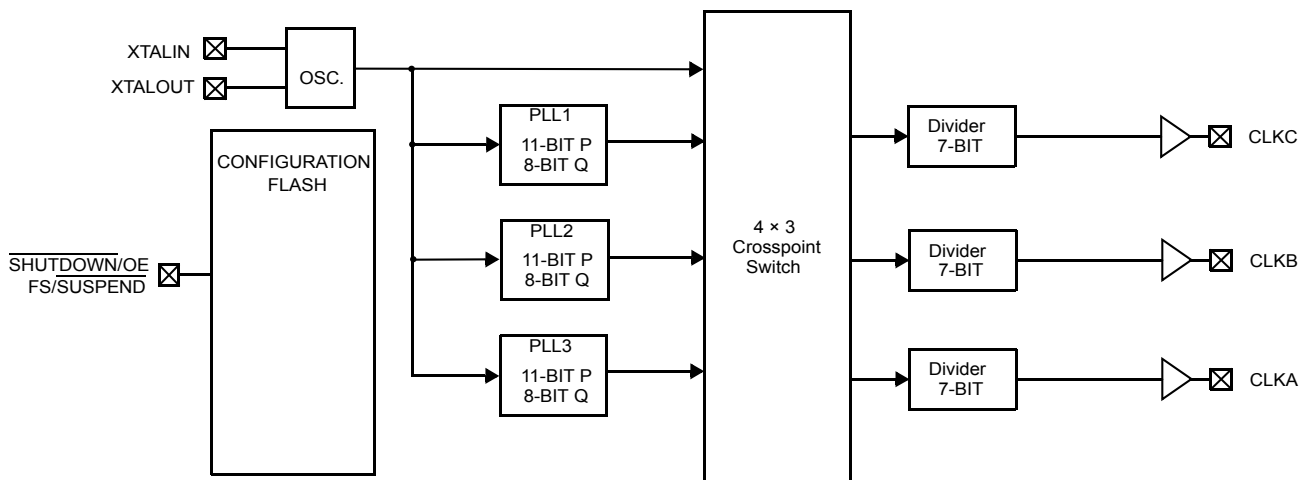 XTALIN
XTALOUT
OSC.
CONFIGURATION
FLASH
SHUTDOWN/OE
FS/SUSPEND
PLL1
11-BIT P
8-BIT Q
PLL2
11-BIT P
8-BIT Q
PLL3
11-BIT P
8-BIT Q
4 × 3
Crosspoint
Switch
Divider
7-BIT
CLKC
Divider
7-BIT
CLKB
Divider
7-BIT
CLKA